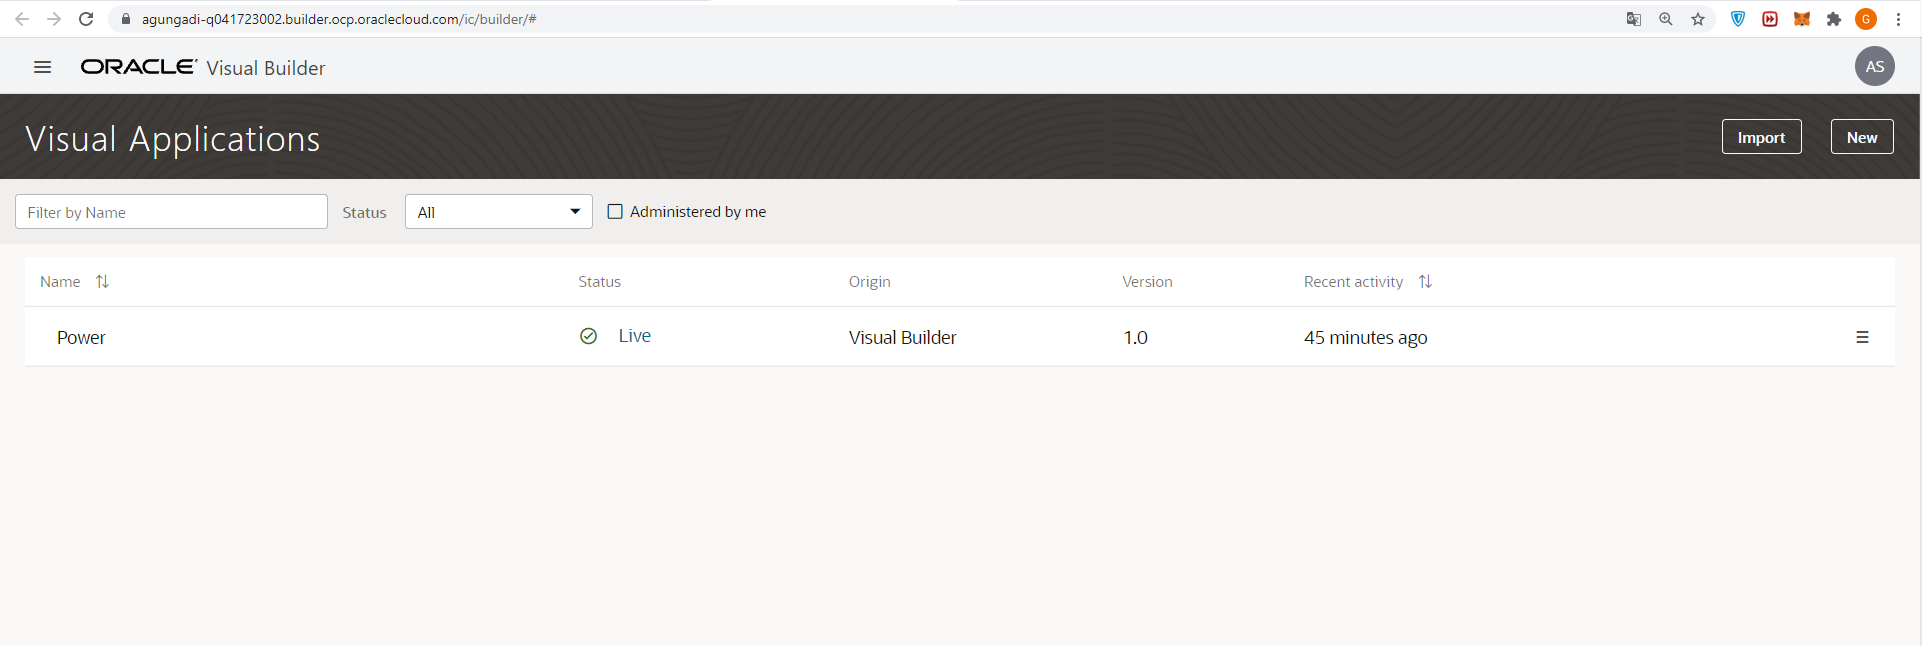 agungadi-q041723002.builder.ocp.oraclecloud.com/ic/builder/#
G
ORACLE Visual Builder
AS
Visual Applications
Import
New
Filter by Name
Status
All
Administered by me
Name
Status
Origin
Version
Recent activity
Power
Live
Visual Builder
1.0
45 minutes ago